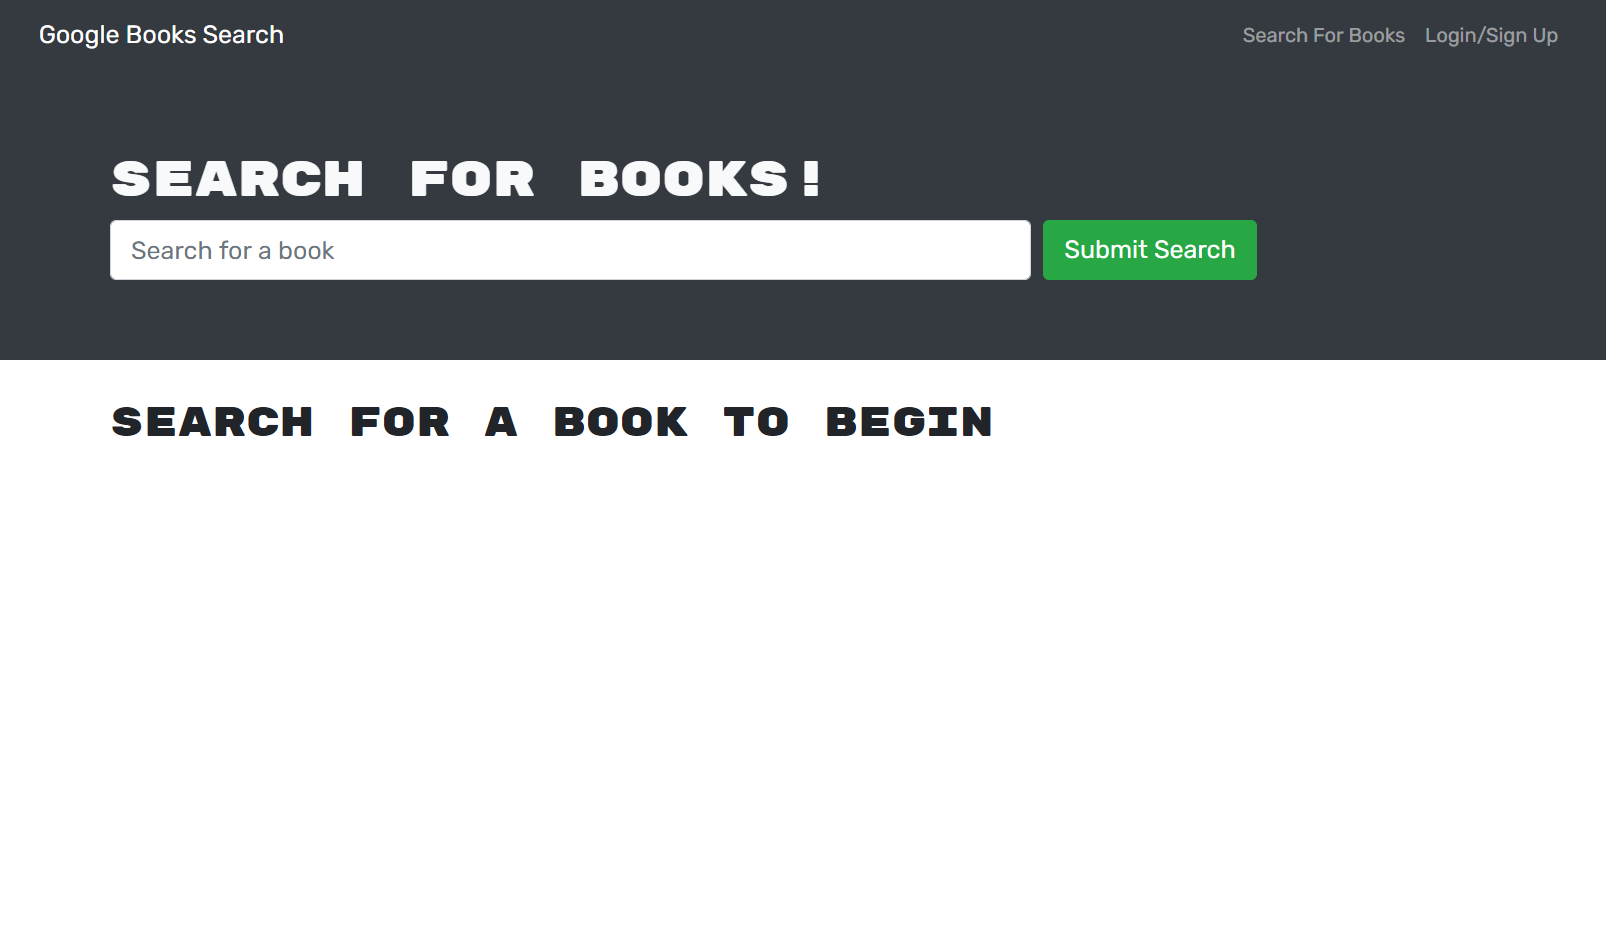 Google Books Search
Search For Books
Login/Sign Up
SEARCH FOR BOOKS!
Search for a book
Submit Search
SEARCH FOR A BOOK TO BEGIN